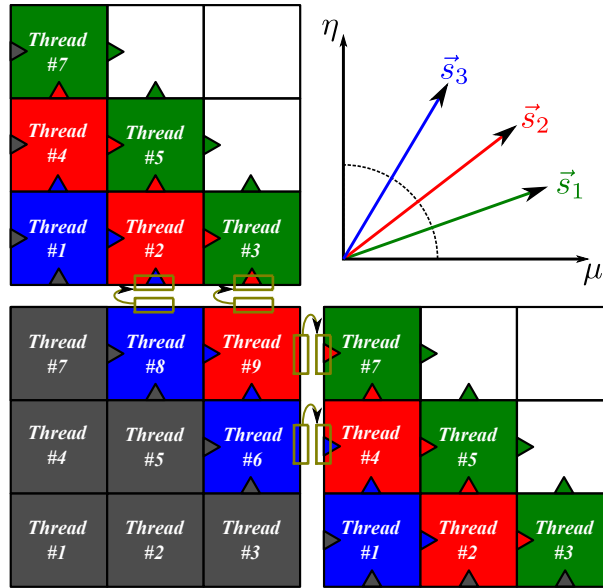 Thread
#7
Thread
#4
Thread
#5
Thread
#1
Thread
#2
Thread
#3
η
s⃗₃
s⃗₂
s⃗₁
μ
Thread
#7
Thread
#8
Thread
#9
Thread
#4
Thread
#5
Thread
#6
Thread
#1
Thread
#2
Thread
#3
Thread
#7
Thread
#4
Thread
#5
Thread
#1
Thread
#2
Thread
#3